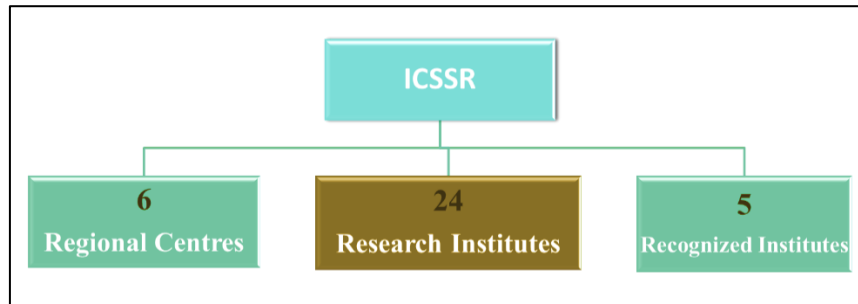 ICSSR
6
Regional Centres
24
Research Institutes
5
Recognized Institutes